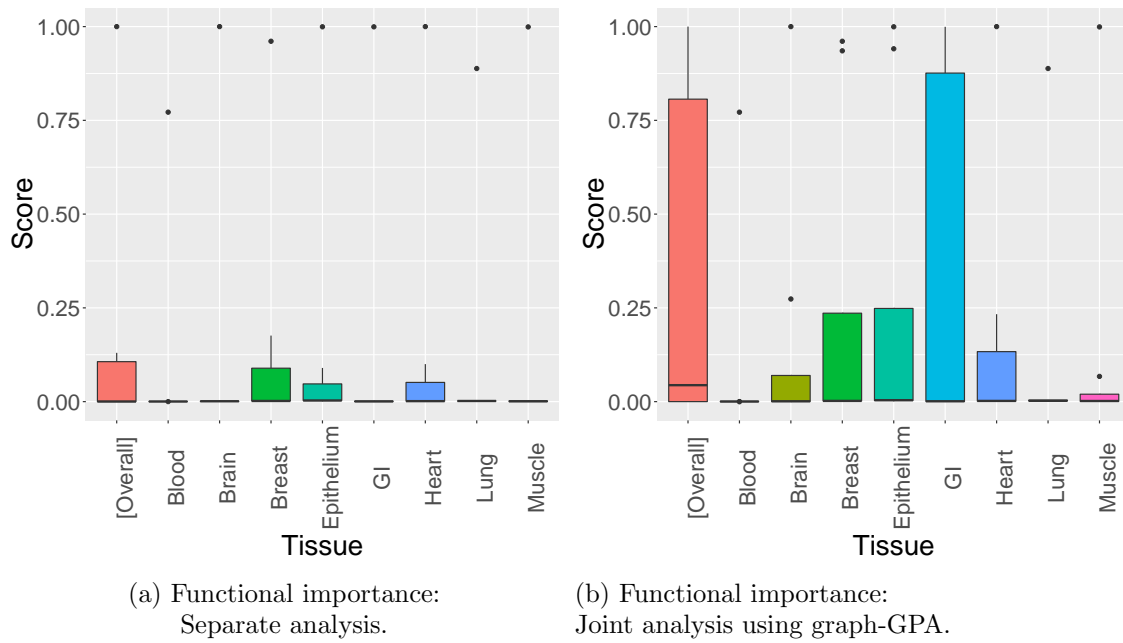 1.00
0.75
0.50
0.25
0.00
Score
[Overall]
Blood
Brain
Breast
Epithelium
GI
Heart
Lung
Muscle
Tissue
(a) Functional importance:
Separate analysis.
1.00
0.75
0.50
0.25
0.00
Score
[Overall]
Blood
Brain
Breast
Epithelium
GI
Heart
Lung
Muscle
Tissue
(b) Functional importance:
Joint analysis using graph-GPA.